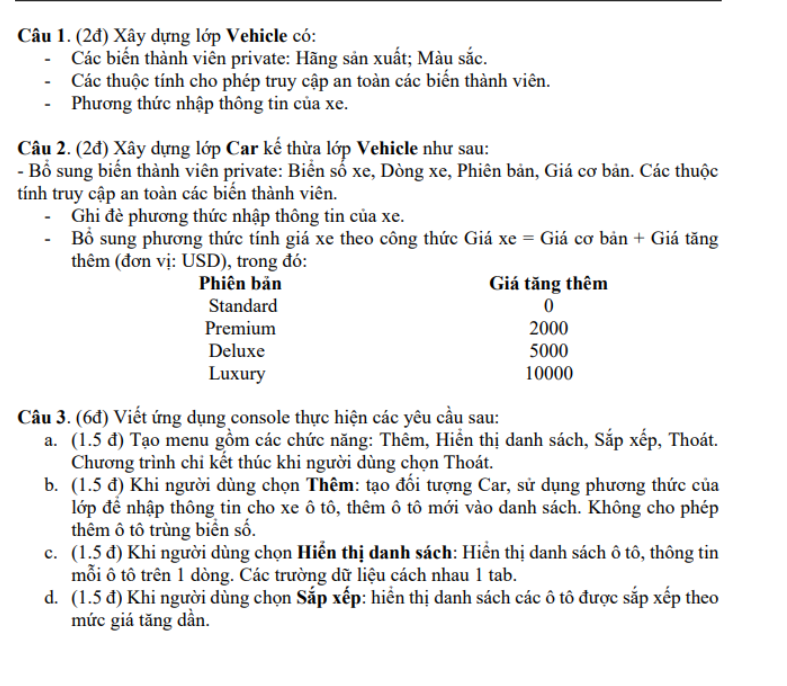 Câu 1. (2đ) Xây dựng lớp Vehicle có:
- Các biến thành viên private: Hãng sản xuất; Màu sắc.
- Các thuộc tính cho phép truy cập an toàn các biến thành viên.
- Phương thức nhập thông tin của xe.
Câu 2. (2đ) Xây dựng lớp Car kế thừa lớp Vehicle như sau:
- Bổ sung biến thành viên private: Biển số xe, Dòng xe, Phiên bản, Giá cơ bản. Các thuộc
tính truy cập an toàn các biến thành viên.
- Ghi đè phương thức nhập thông tin của xe.
- Bổ sung phương thức tính giá xe theo công thức Giá xe = Giá cơ bản + Giá tăng
thêm (đơn vị: USD), trong đó:
Phiên bản Giá tăng thêm
Standard 0
Premium 2000
Deluxe 5000
Luxury 10000
Câu 3. (6đ) Viết ứng dụng console thực hiện các yêu cầu sau:
a. (1.5 đ) Tạo menu gồm các chức năng: Thêm, Hiển thị danh sách, Sắp xếp, Thoát.
Chương trình chỉ kết thúc khi người dùng chọn Thoát.
b. (1.5 đ) Khi người dùng chọn Thêm: tạo đối tượng Car, sử dụng phương thức của
lớp để nhập thông tin cho xe ô tô, thêm ô tô mới vào danh sách. Không cho phép
thêm ô tô trùng biển số.
c. (1.5 đ) Khi người dùng chọn Hiển thị danh sách: Hiển thị danh sách ô tô, thông tin
mỗi ô tô trên 1 dòng. Các trường dữ liệu cách nhau 1 tab.
d. (1.5 đ) Khi người dùng chọn Sắp xếp: hiển thị danh sách các ô tô được sắp xếp theo
mức giá tăng dần.